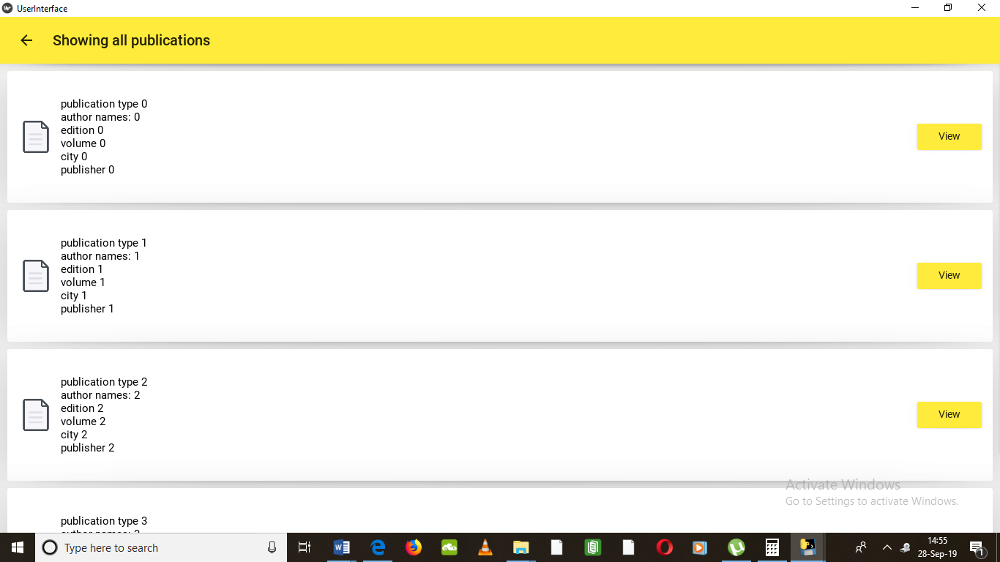 UserInterface
Showing all publications
publication type 0
author names: 0
edition 0
volume 0
city 0
publisher 0
View
publication type 1
author names: 1
edition 1
volume 1
city 1
publisher 1
View
publication type 2
author names: 2
edition 2
volume 2
city 2
publisher 2
View
Activate Windows
Go to Settings to activate Windows.
publication type 3
Type here to search
14:55
28-Sep-19
1